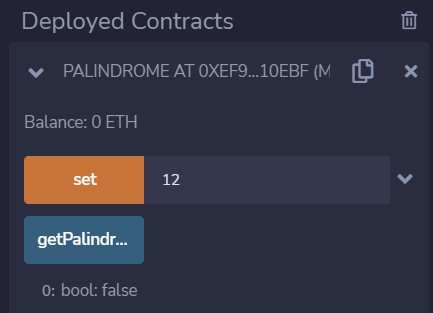 Deployed Contracts
PALINDROME AT 0XEF9...10EBF (M
Balance: 0 ETH
set
12
getPalindr...
0: bool: false